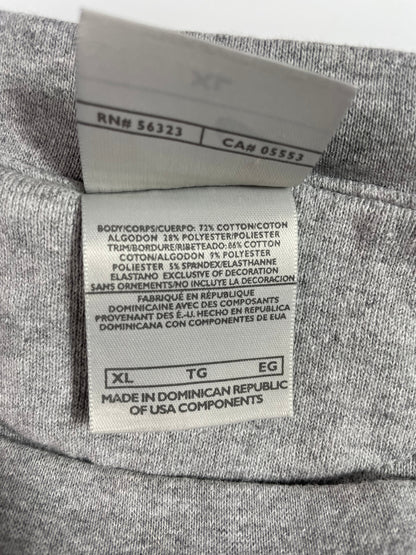 XL
RN# 56323 CA# 05553
BODY/CORPS/CUERPO: 72% COTTON/COTON
ALGODON 28% POLYESTER/POLIESTER
TRIM/BORDURE/RIBETEADO: 86% COTTON
COTON/ALGODON 9% POLYESTER
POLIESTER 5% SPANDEX/ELASTHANNE
ELASTANO EXCLUSIVE OF DECORATION
SANS ORNEMENTS/NO INCLUYE LA DECORACIÓN
FABRIQUÉ EN RÉPUBLIQUE
DOMINICAINE AVEC DES COMPOSANTS
PROVENANT DES É.-U. HECHO EN REPUBLICA
DOMINICANA CON COMPONENTES DE EUA
XL TG EG
MADE IN DOMINICAN REPUBLIC
OF USA COMPONENTS